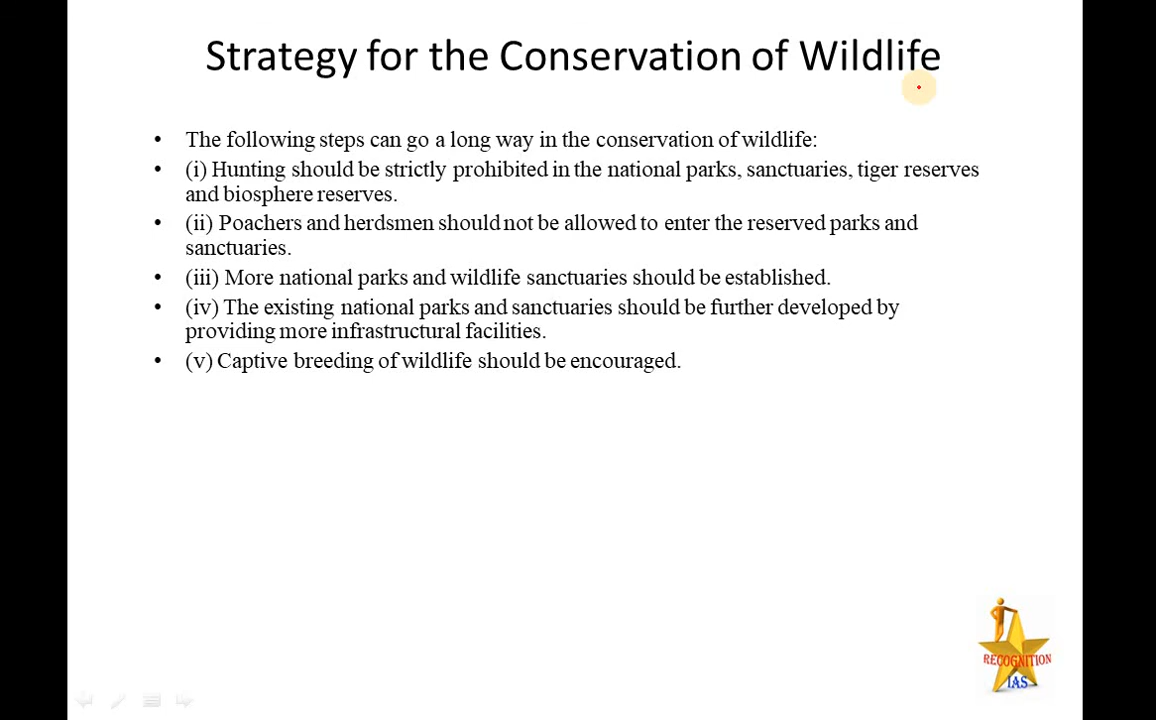 Strategy for the Conservation of Wildlife
• The following steps can go a long way in the conservation of wildlife:
• (i) Hunting should be strictly prohibited in the national parks, sanctuaries, tiger reserves
and biosphere reserves.
• (ii) Poachers and herdsmen should not be allowed to enter the reserved parks and
sanctuaries.
• (iii) More national parks and wildlife sanctuaries should be established.
• (iv) The existing national parks and sanctuaries should be further developed by
providing more infrastructural facilities.
• (v) Captive breeding of wildlife should be encouraged.
RECOGNITION
IAS